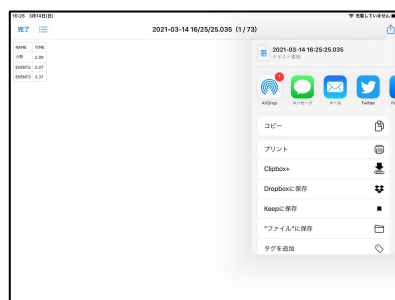 16:26 3月14日(日)
充電していません
完了
2021-03-14 16/25/25.035 (1 / 73)
NAME TIME
小野 2.09
EVENT2 2.07
EVENT3 3.37
2021-03-14 16:25:25.035
テキスト書類
1
AirDrop メッセージ メール Twitter Fa
コピー
プリント
Clipbox+
Dropboxに保存
Keepに保存
"ファイル"に保存
タグを追加